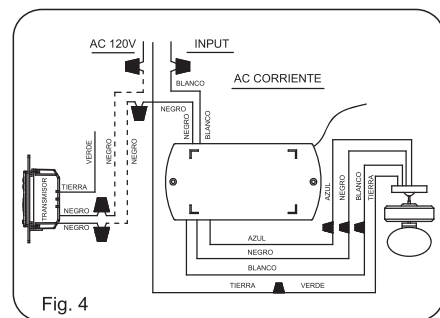 AC 120V
INPUT
BLANCO
AC CORRIENTE
NEGRO
NEGRO
BLANCO
VERDE
NEGRO
NEGRO
TRANSMISOR
TIERRA
NEGRO
NEGRO
AZUL
NEGRO
BLANCO
TIERRA
AZUL
NEGRO
BLANCO
TIERRA
VERDE
Fig. 4